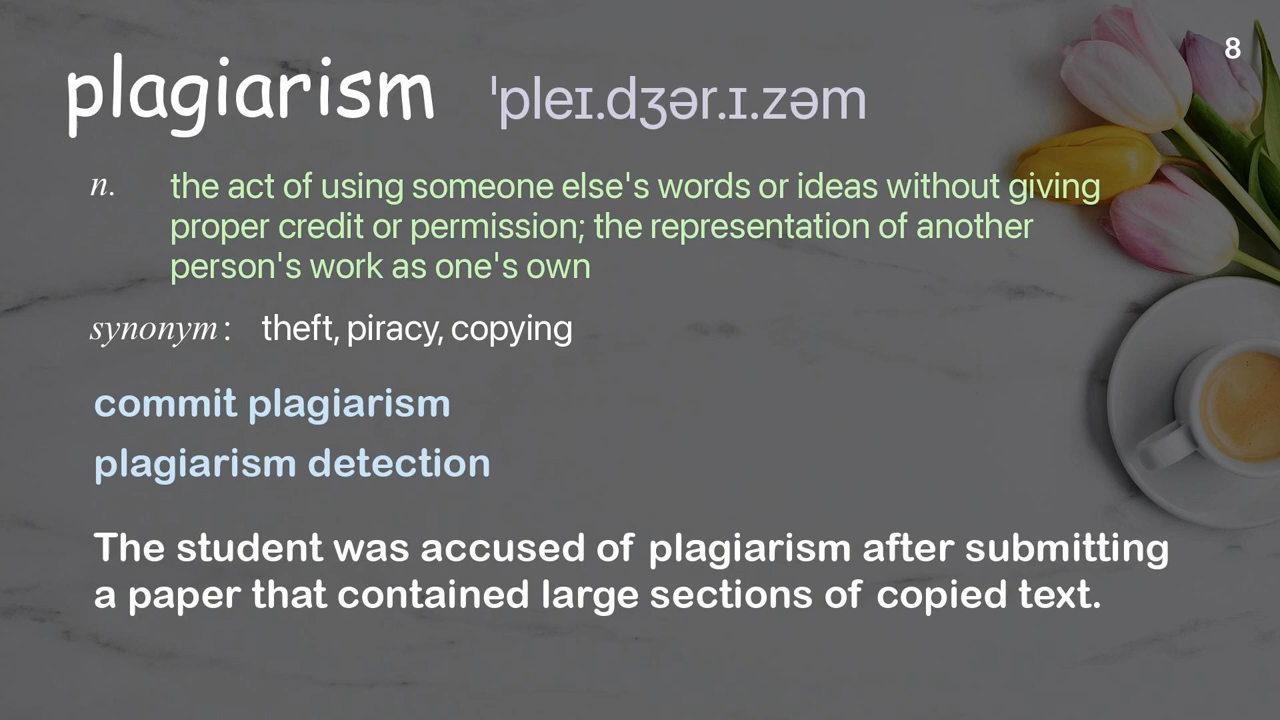 8
plagiarism ˈpleɪ.dʒər.ɪ.zəm
n. the act of using someone else's words or ideas without giving
proper credit or permission; the representation of another
person's work as one's own
synonym: theft, piracy, copying
commit plagiarism
plagiarism detection
The student was accused of plagiarism after submitting
a paper that contained large sections of copied text.